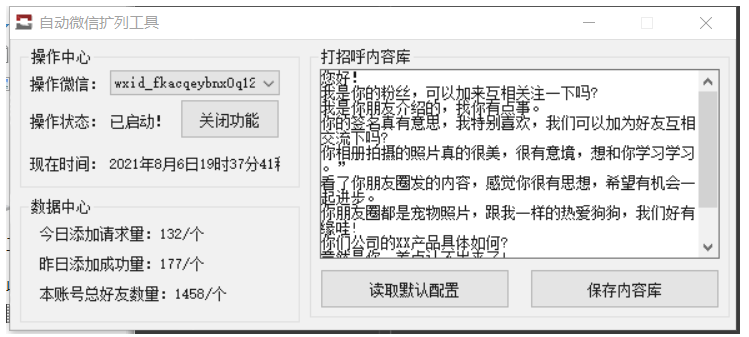 自动微信扩列工具
操作中心
操作微信: wxid_fkacqeybnx0q12
操作状态: 已启动! 关闭功能
现在时间: 2021年8月6日19时37分41
数据中心
今日添加请求量: 132/个
昨日添加成功量: 177/个
本账号总好友数量: 1458/个
打招呼内容库
你好!
我是你的粉丝, 可以加来互相关注一下吗?
我是你朋友介绍的, 找你有点事。
你的签名真有意思, 我特别喜欢, 我们可以加为好友互相
交流下吗?
你相册拍摄的照片真的很美, 很有意境, 想和你学习学习
。”
看了你朋友圈发的内容, 感觉你很有思想, 希望有机会一
起进步。
你朋友圈都是宠物照片, 跟我一样的热爱狗狗, 我们好有
缘哇!
你们公司的XX产品具体如何?
读取默认配置 保存内容库